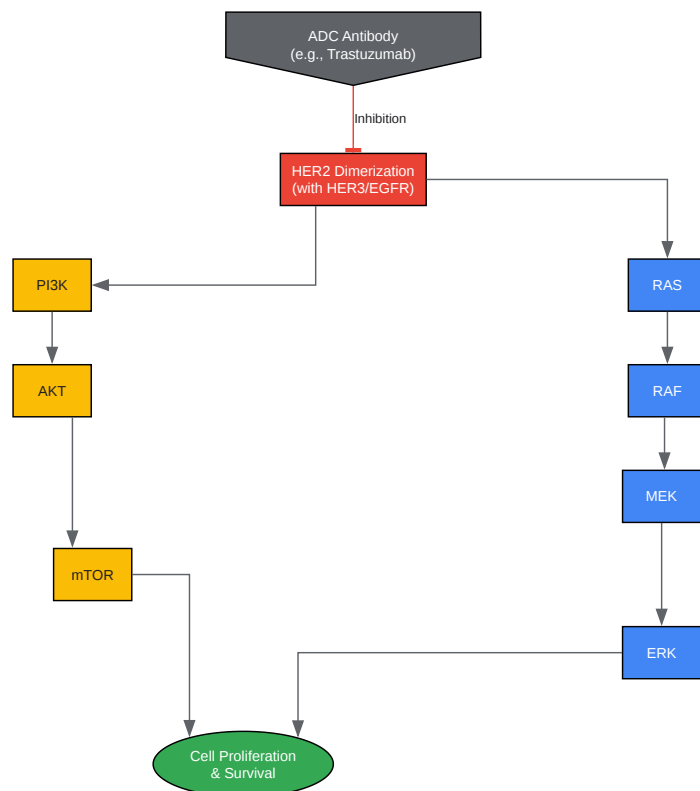 ADC Antibody
(e.g., Trastuzumab)
Inhibition
HER2 Dimerization
(with HER3/EGFR)
PI3K
RAS
AKT
RAF
MEK
mTOR
ERK
Cell Proliferation
& Survival